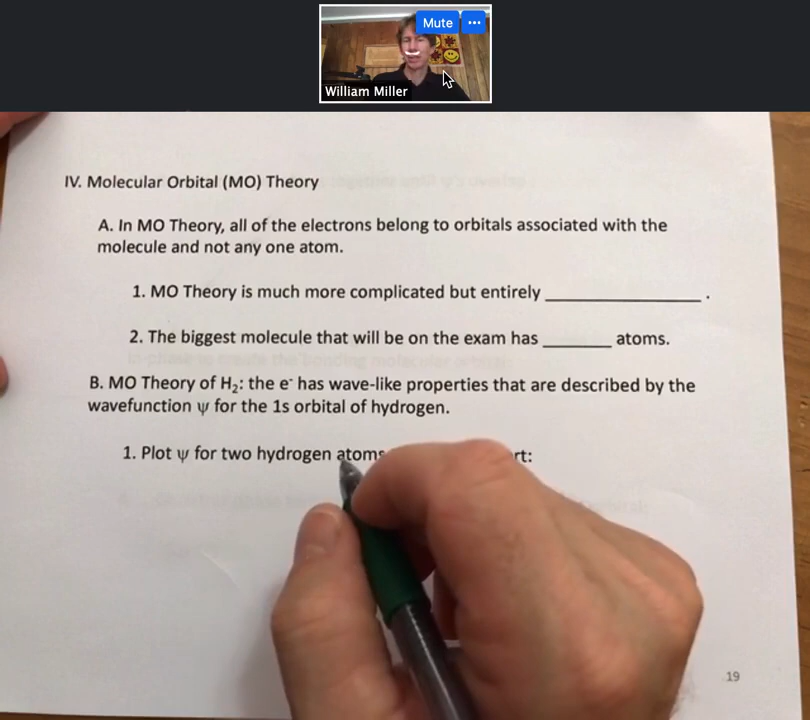 Mute ...
William Miller
IV. Molecular Orbital (MO) Theory
A. In MO Theory, all of the electrons belong to orbitals associated with the
molecule and not any one atom.
1. MO Theory is much more complicated but entirely ________________ .
2. The biggest molecule that will be on the exam has _______ atoms.
B. MO Theory of H₂: the e⁻ has wave-like properties that are described by the
wavefunction ψ for the 1s orbital of hydrogen.
1. Plot ψ for two hydrogen atoms rt:
19